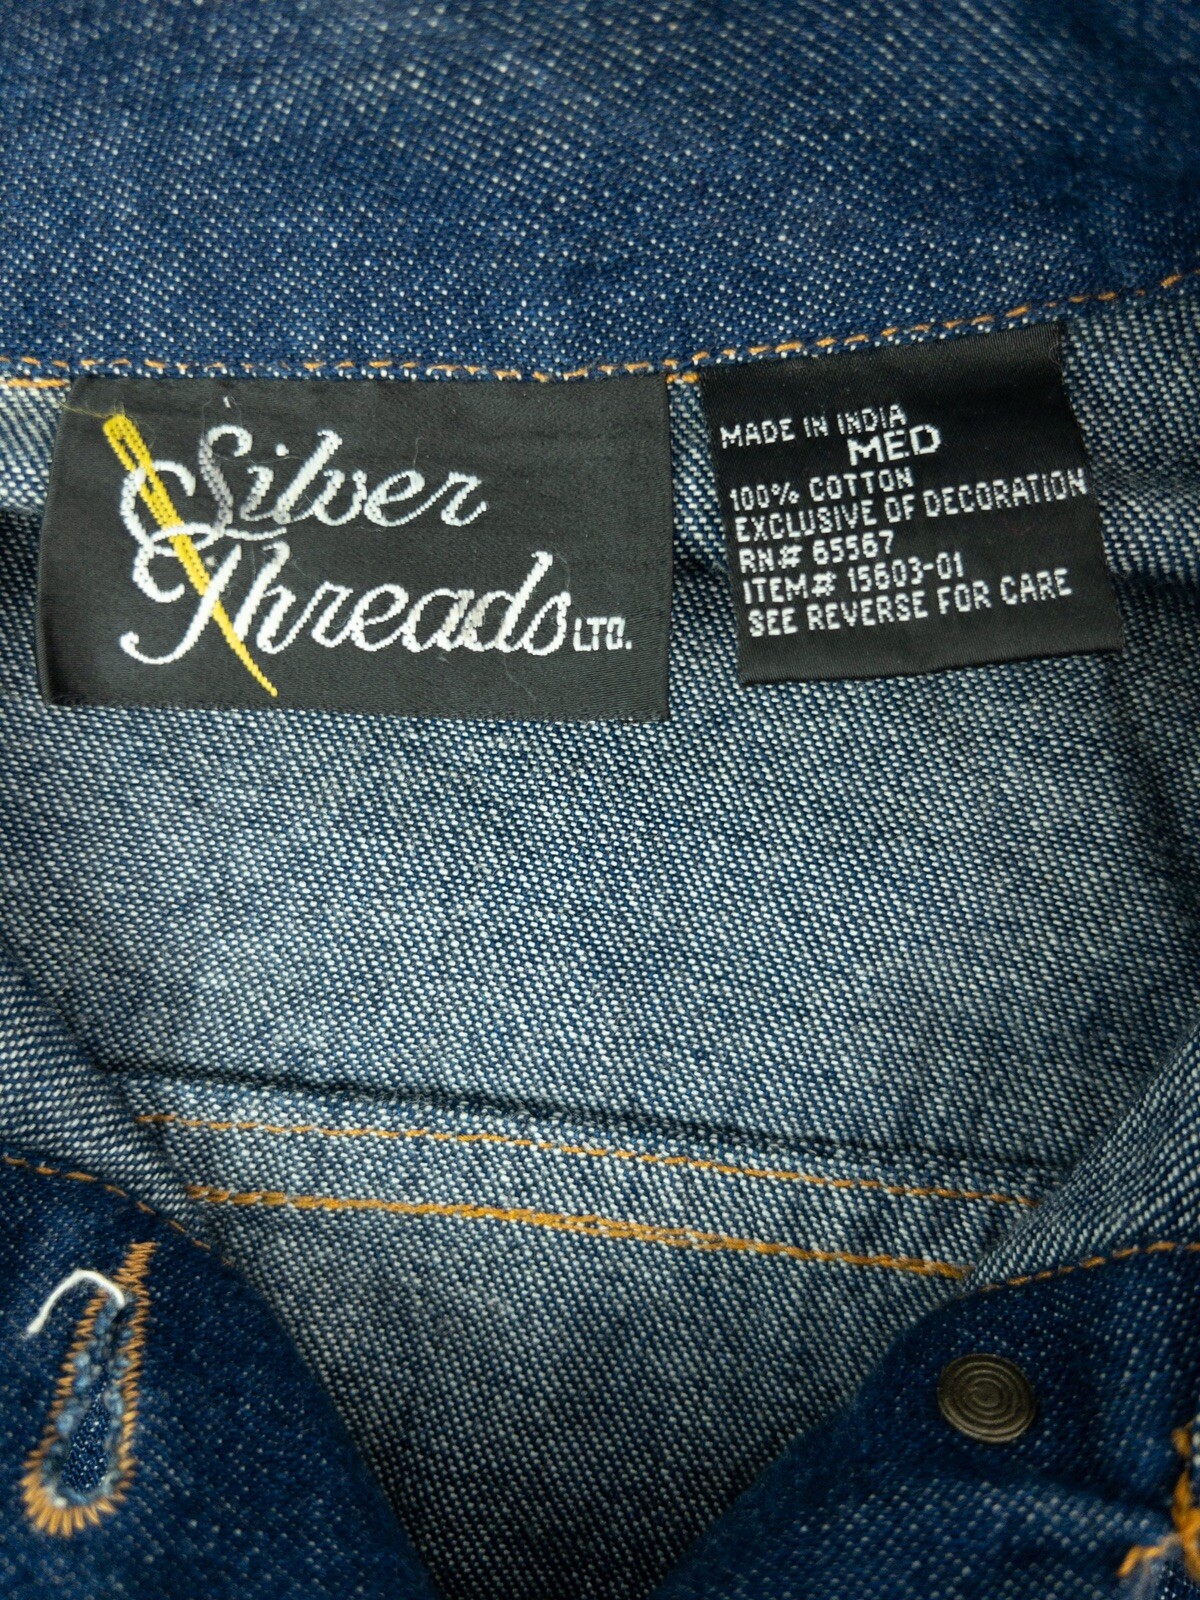 Silver
Threads LTD.
MADE IN INDIA
MED
100% COTTON
EXCLUSIVE OF DECORATION
RN# 65567
ITEM# 15603-01
SEE REVERSE FOR CARE